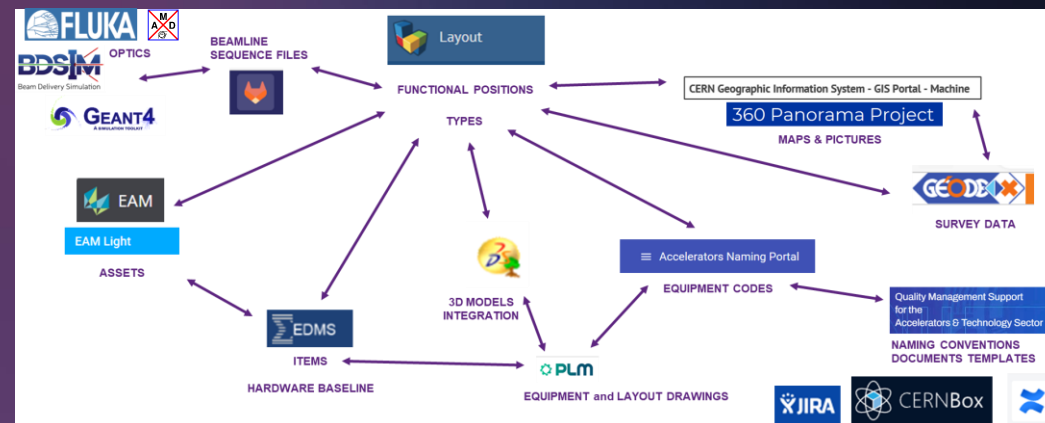 FLUKA
MAD
BDSIM
Beam Delivery Simulation
OPTICS
GEANT4
A SIMULATION TOOLKIT
BEAMLINE
SEQUENCE FILES
Layout
FUNCTIONAL POSITIONS
TYPES
CERN Geographic Information System - GIS Portal - Machine
360 Panorama Project
MAPS & PICTURES
GEODE
SURVEY DATA
EAM
EAM Light
ASSETS
3D MODELS
INTEGRATION
Accelerators Naming Portal
EQUIPMENT CODES
Quality Management Support
for the
Accelerators & Technology Sector
NAMING CONVENTIONS
DOCUMENTS TEMPLATES
EDMS
ITEMS
HARDWARE BASELINE
PLM
EQUIPMENT and LAYOUT DRAWINGS
JIRA
CERNBox